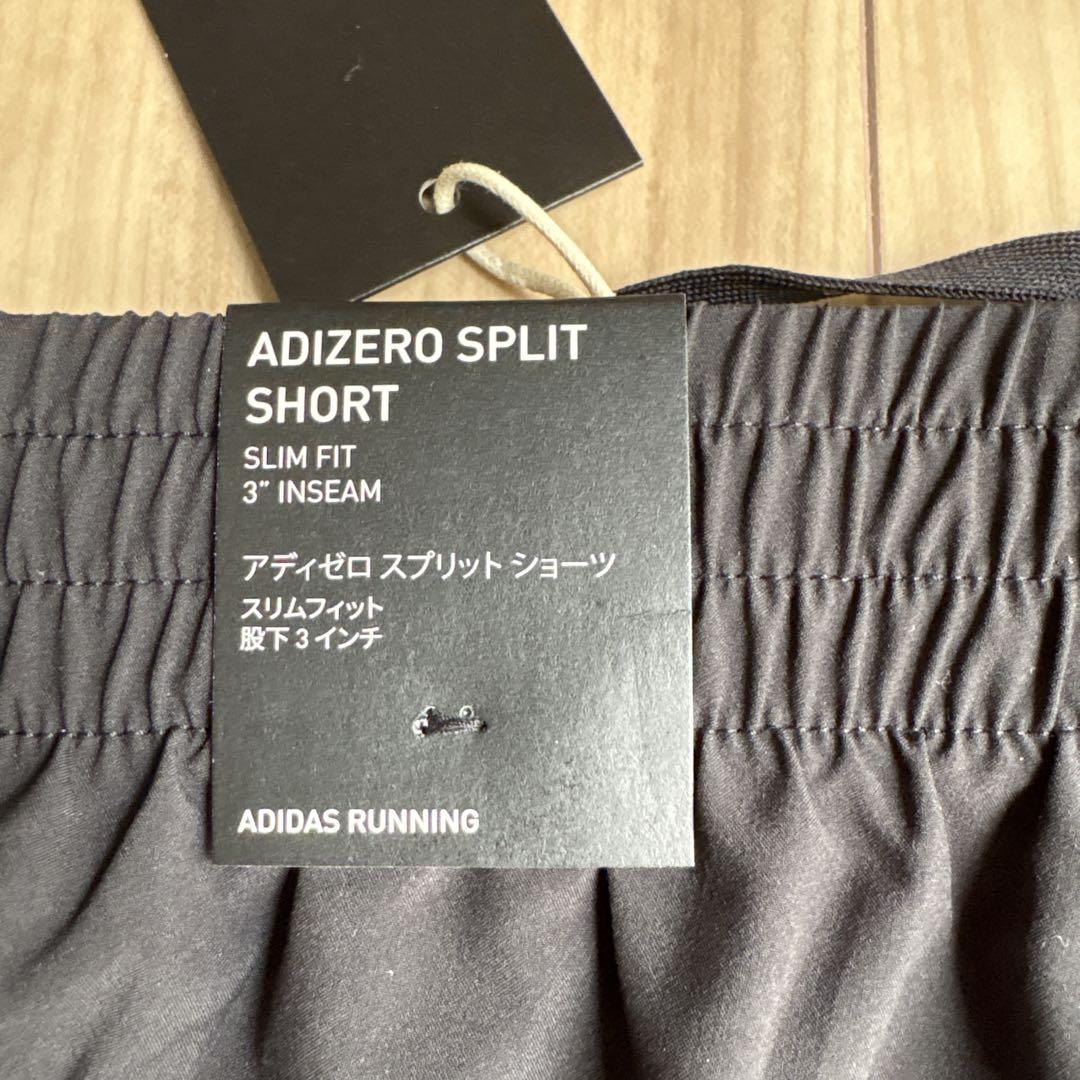 ADIZERO SPLIT
SHORT
SLIM FIT
3" INSEAM
アディゼロ スプリット ショーツ
スリムフィット
股下 3 インチ
ADIDAS RUNNING